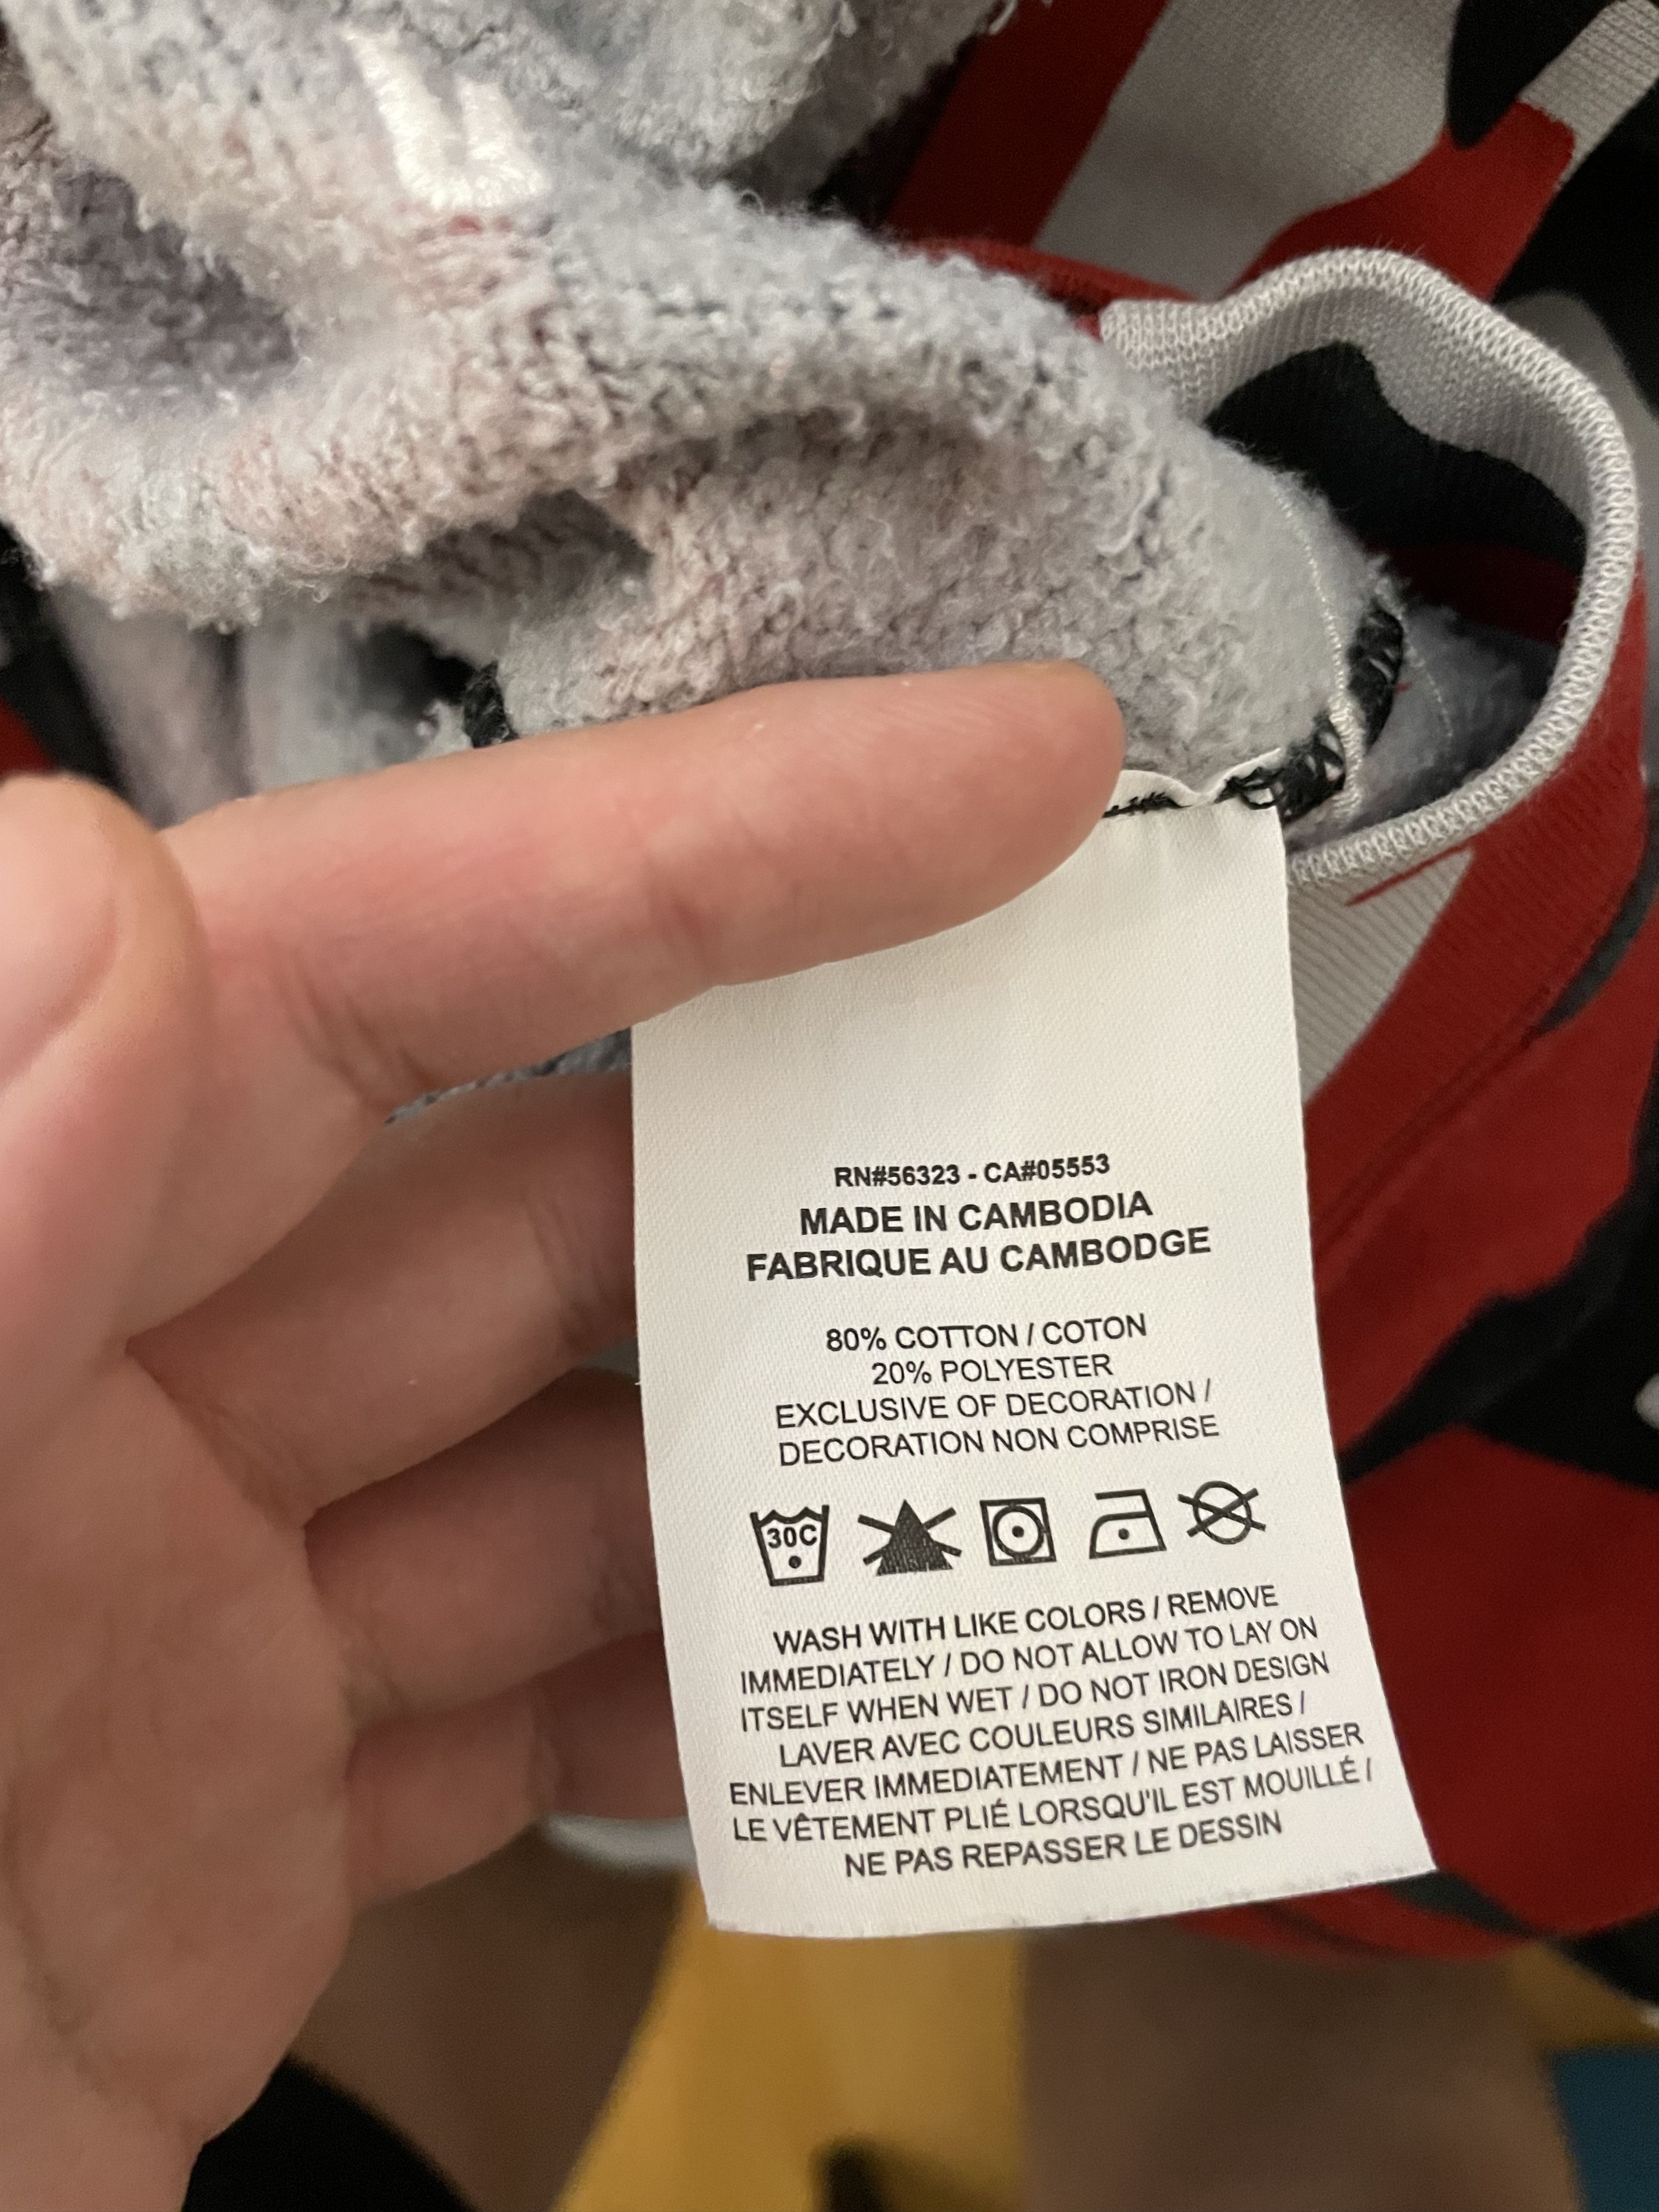 RN#56323 - CA#05553
MADE IN CAMBODIA
FABRIQUE AU CAMBODGE
80% COTTON / COTON
20% POLYESTER
EXCLUSIVE OF DECORATION /
DECORATION NON COMPRISE
30C
WASH WITH LIKE COLORS / REMOVE
IMMEDIATELY / DO NOT ALLOW TO LAY ON
ITSELF WHEN WET / DO NOT IRON DESIGN
LAVER AVEC COULEURS SIMILAIRES /
ENLEVER IMMEDIATEMENT / NE PAS LAISSER
LE VÊTEMENT PLIÉ LORSQU'IL EST MOUILLÉ /
NE PAS REPASSER LE DESSIN